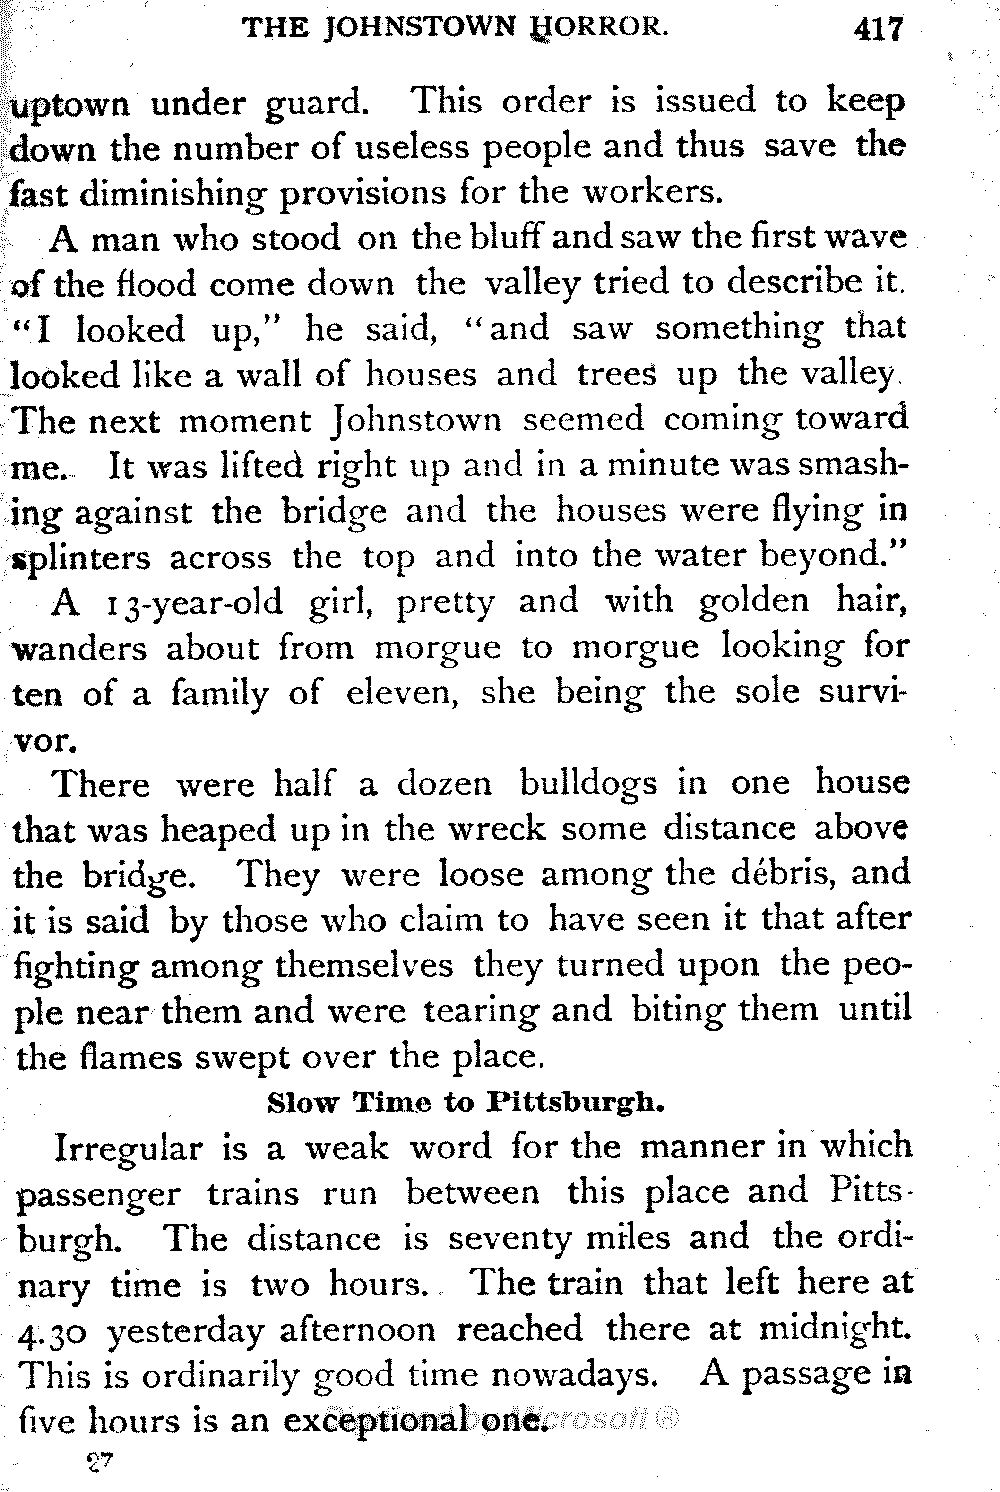 THE JOHNSTOWN HORROR. 417
uptown under guard. This order is issued to keep
down the number of useless people and thus save the
fast diminishing provisions for the workers.
A man who stood on the bluff and saw the first wave
of the flood come down the valley tried to describe it.
“I looked up,” he said, “and saw something that
looked like a wall of houses and trees up the valley.
The next moment Johnstown seemed coming toward
me. It was lifted right up and in a minute was smash-
ing against the bridge and the houses were flying in
splinters across the top and into the water beyond.”
A 13-year-old girl, pretty and with golden hair,
wanders about from morgue to morgue looking for
ten of a family of eleven, she being the sole survi-
vor.
There were half a dozen bulldogs in one house
that was heaped up in the wreck some distance above
the bridge. They were loose among the débris, and
it is said by those who claim to have seen it that after
fighting among themselves they turned upon the peo-
ple near them and were tearing and biting them until
the flames swept over the place.
Slow Time to Pittsburgh.
Irregular is a weak word for the manner in which
passenger trains run between this place and Pitts-
burgh. The distance is seventy miles and the ordi-
nary time is two hours. The train that left here at
4.30 yesterday afternoon reached there at midnight.
This is ordinarily good time nowadays. A passage in
five hours is an exceptional one.
Microsoft ®
27